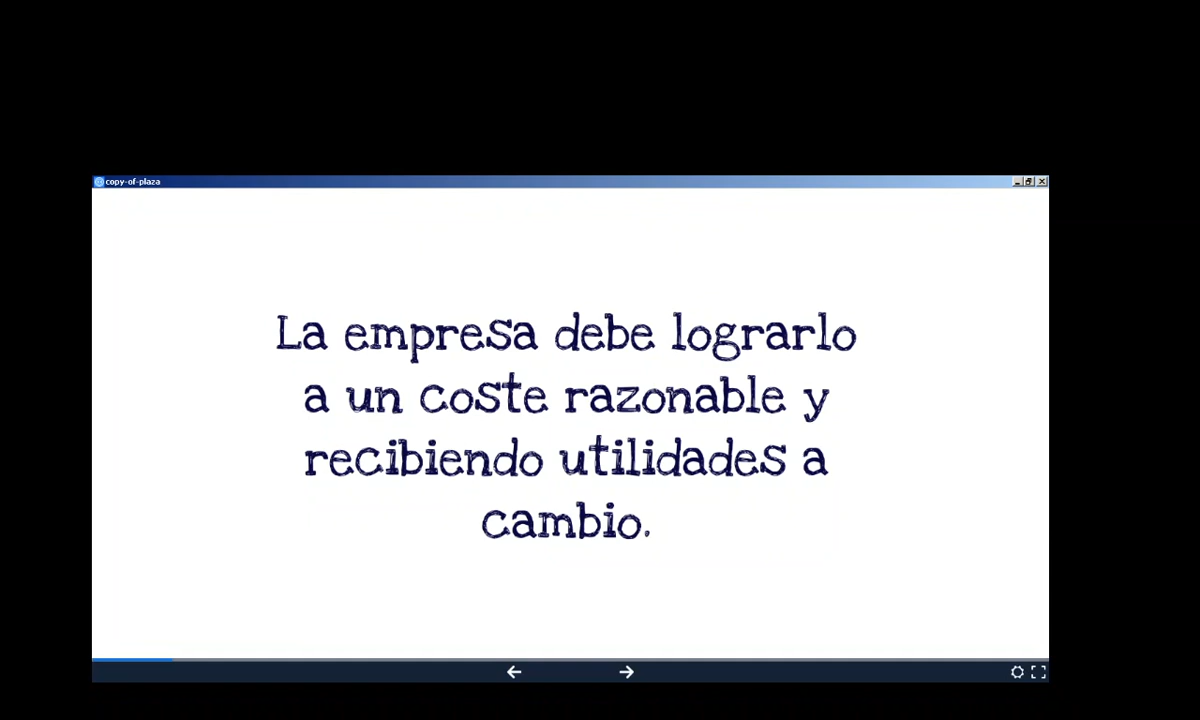 copy-of-plaza
La empresa debe lograrlo
a un coste razonable y
recibiendo utilidades a
cambio.